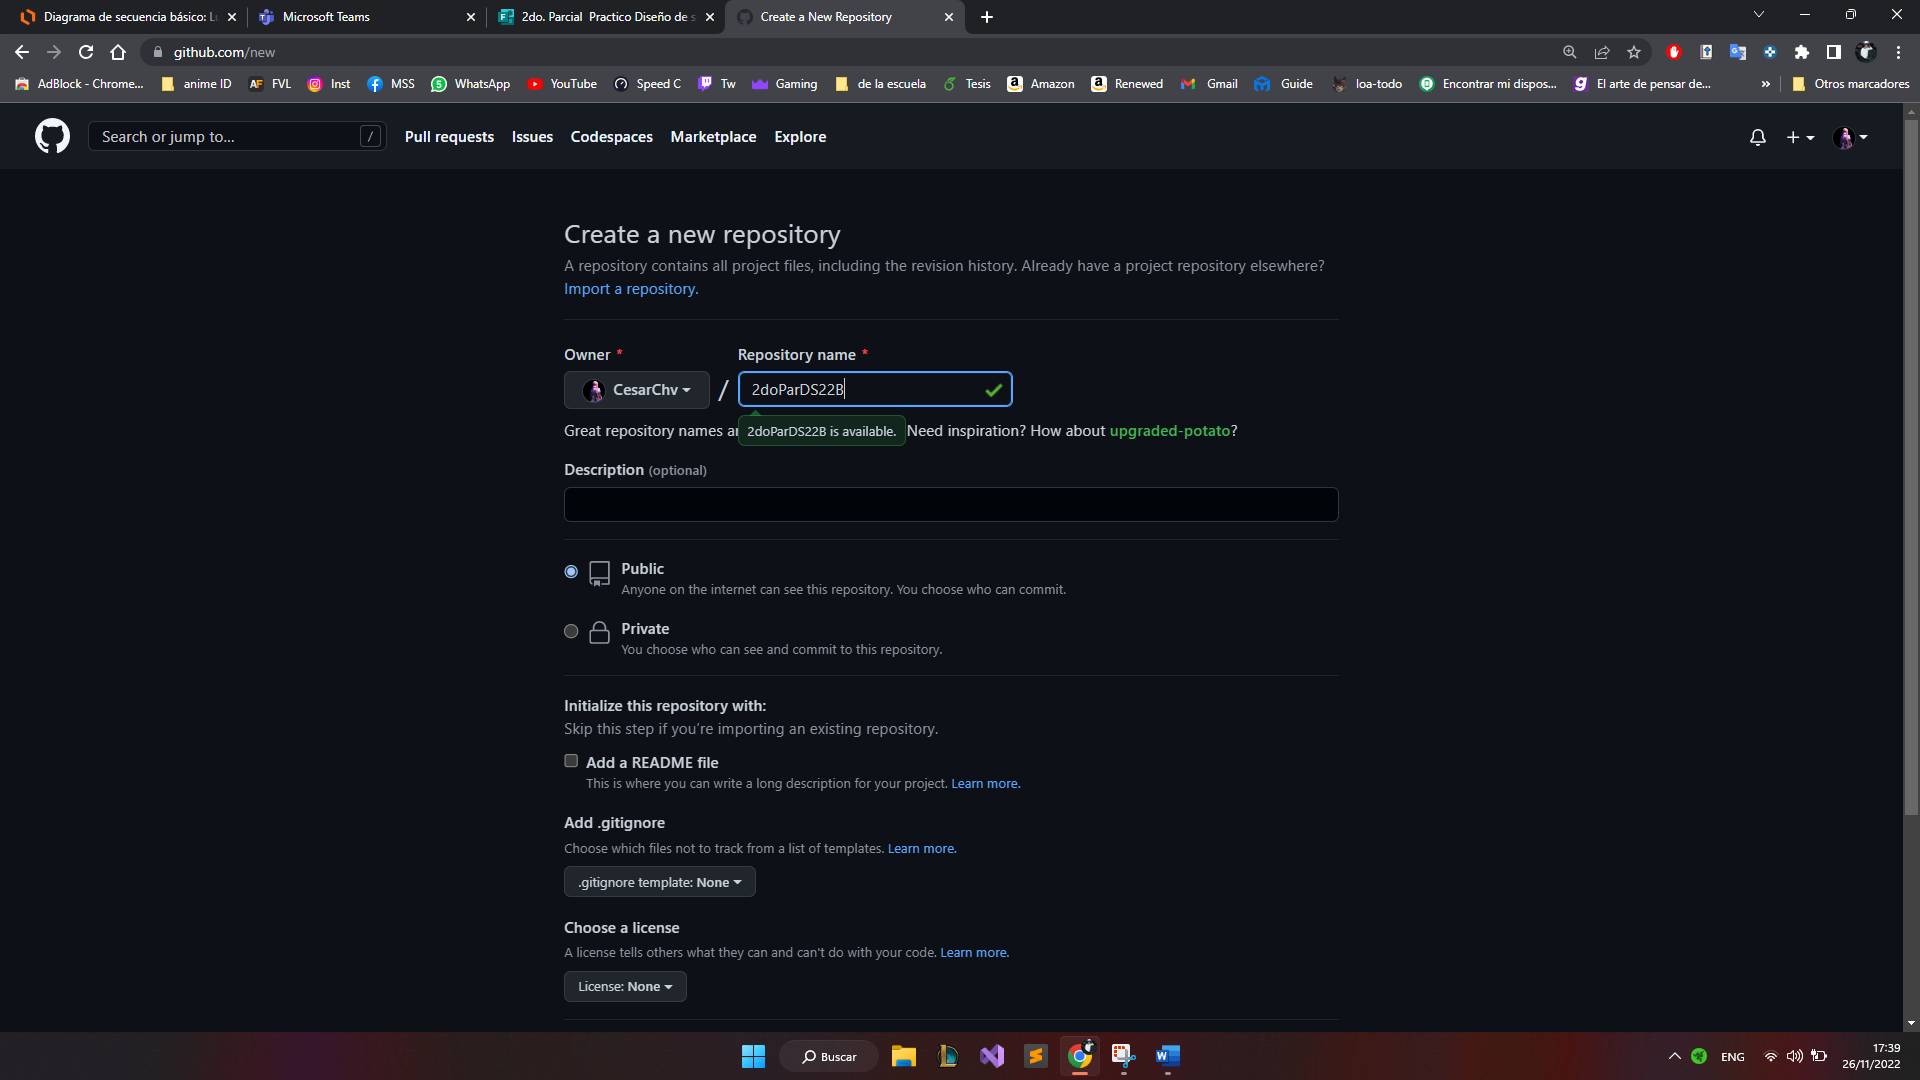 Diagrama de secuencia básico: Lu
Microsoft Teams
2do. Parcial Practico Diseño de s
Create a New Repository
github.com/new
AdBlock - Chrome...
anime ID
FVL
Inst
MSS
WhatsApp
YouTube
Speed C
Tw
Gaming
de la escuela
Tesis
Amazon
Renewed
Gmail
Guide
loa-todo
Encontrar mi dispos...
El arte de pensar de...
»
Otros marcadores
Search or jump to...
/
Pull requests
Issues
Codespaces
Marketplace
Explore
Create a new repository
A repository contains all project files, including the revision history. Already have a project repository elsewhere?
Import a repository.
Owner *
Repository name *
CesarChv
/
2doParDS22B
Great repository names ar
2doParDS22B is available.
Need inspiration? How about upgraded-potato?
Description (optional)
Public
Anyone on the internet can see this repository. You choose who can commit.
Private
You choose who can see and commit to this repository.
Initialize this repository with:
Skip this step if you're importing an existing repository.
Add a README file
This is where you can write a long description for your project. Learn more.
Add .gitignore
Choose which files not to track from a list of templates. Learn more.
.gitignore template: None
Choose a license
A license tells others what they can and can't do with your code. Learn more.
License: None
Buscar
ENG
17:39
26/11/2022